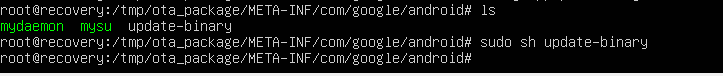 root@recovery:/tmp/ota_package/META-INF/com/google/android# ls
mydaemon  mysu  update-binary
root@recovery:/tmp/ota_package/META-INF/com/google/android# sudo sh update-binary
root@recovery:/tmp/ota_package/META-INF/com/google/android#